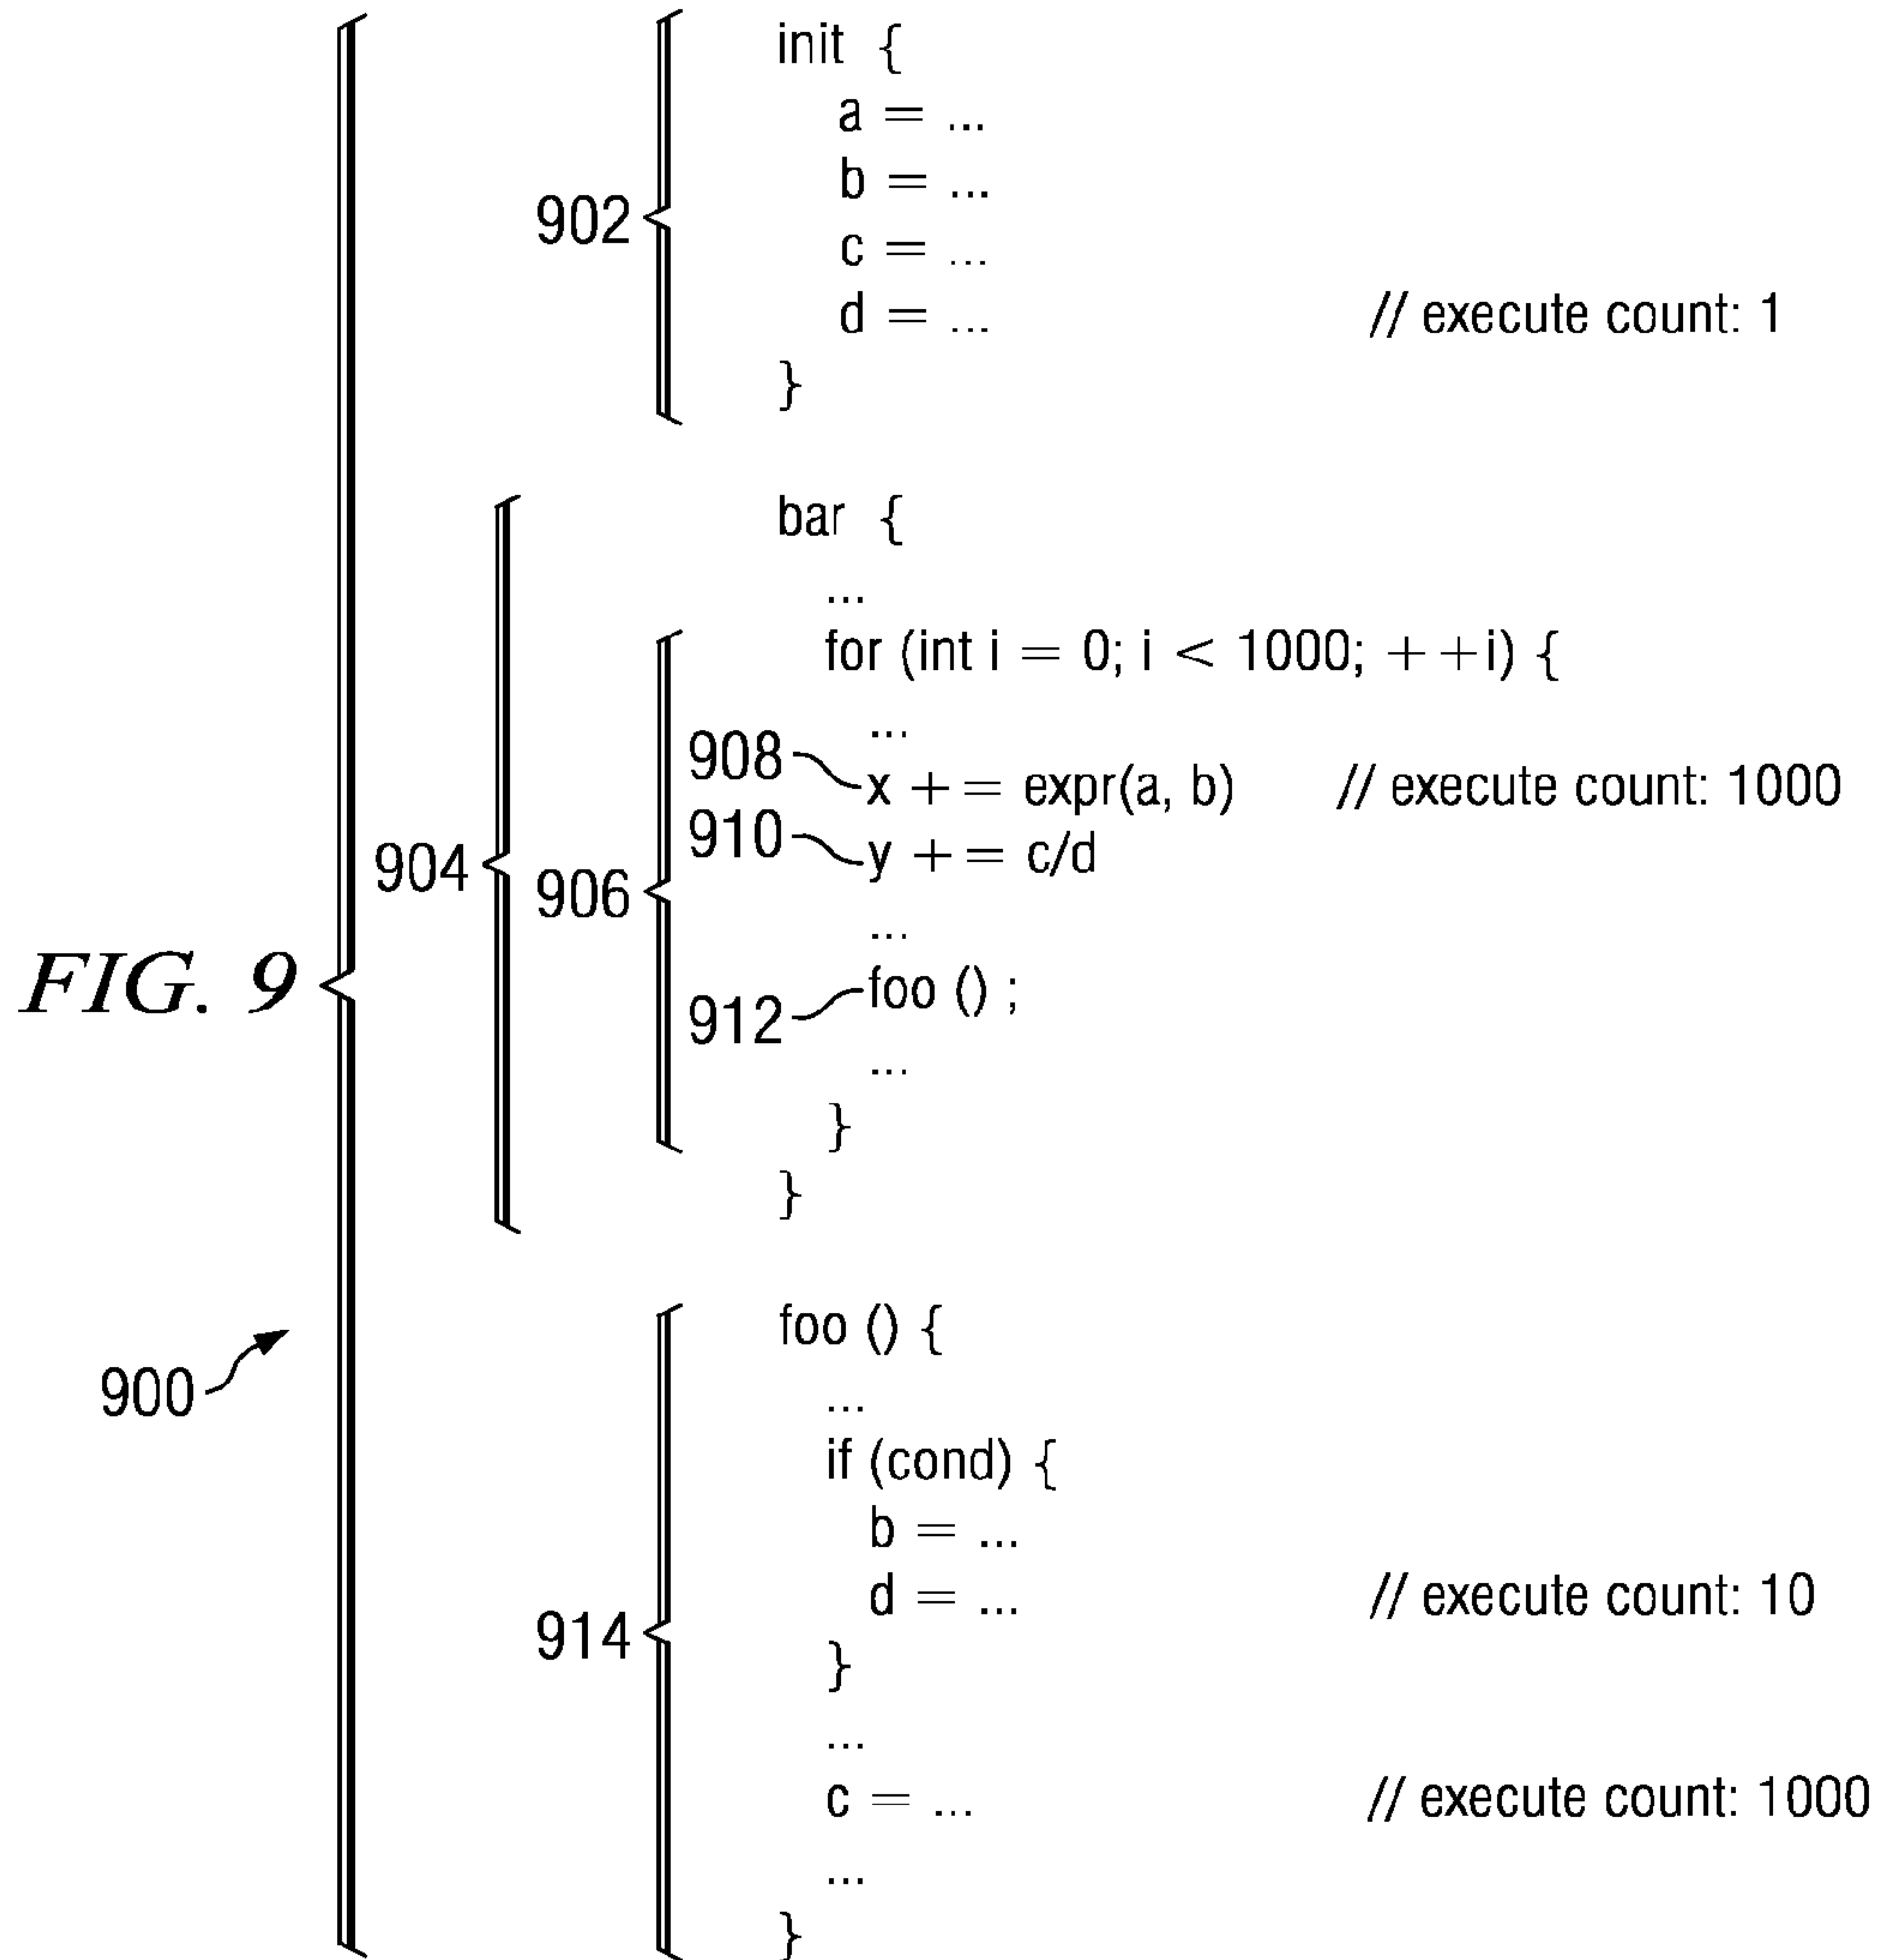 init {
a = ...
b = ...
902
c = ...
d = ... // execute count: 1
}
bar {
...
for (int i = 0; i < 1000; + +i) {
...
908 x + = expr(a, b) // execute count: 1000
910 y + = c/d
904 906
...
FIG. 9
912 foo () ;
...
}
}
foo () {
900
...
if (cond) {
b = ...
d = ... // execute count: 10
914
}
...
c = ... // execute count: 1000
...
}